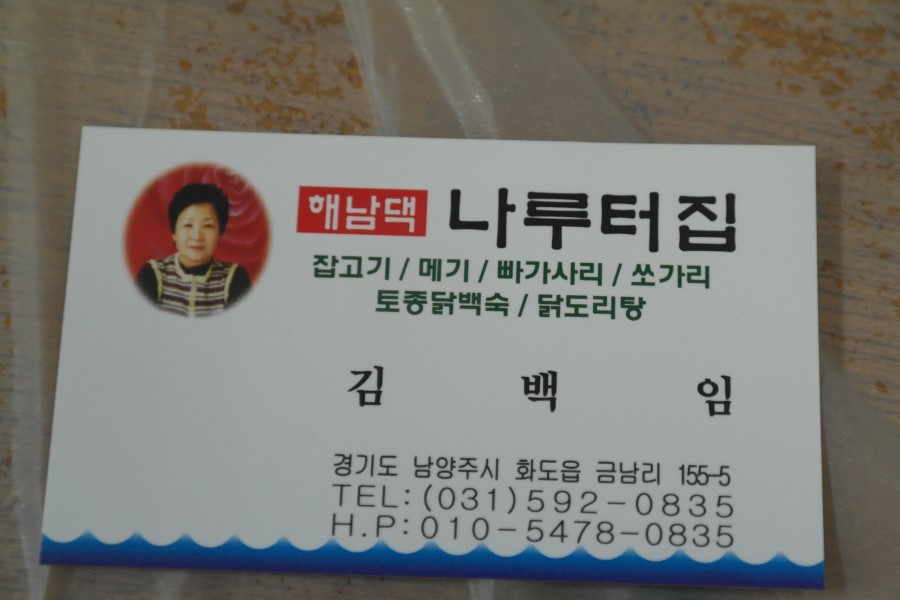 해남댁 나루터집
잡고기 / 메기 / 빠가사리 / 쏘가리
토종닭백숙 / 닭도리탕
김 백 임
경기도 남양주시 화도읍 금남리 155-5
TEL:(031)592-0835
H.P:010-5478-0835